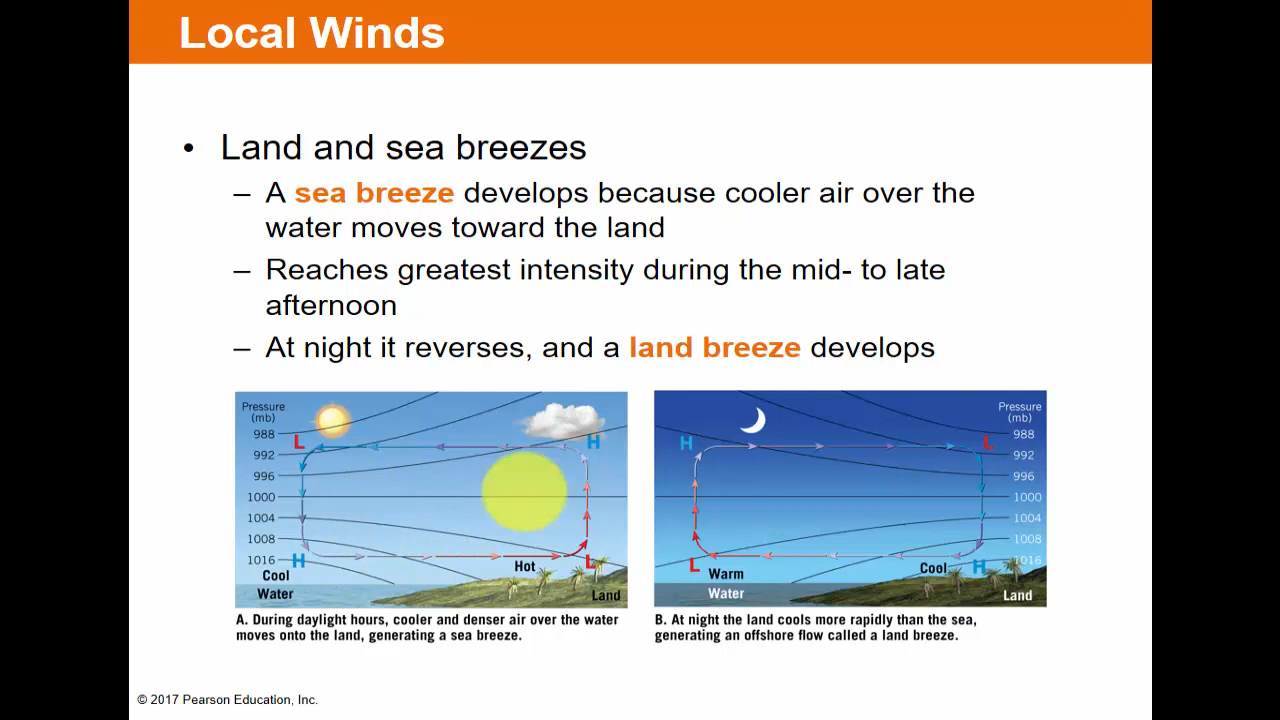 Local Winds
• Land and sea breezes
– A sea breeze develops because cooler air over the
water moves toward the land
– Reaches greatest intensity during the mid- to late
afternoon
– At night it reverses, and a land breeze develops
Pressure
(mb)
988
992
996
1000
1004
1008
1016
L
H
H
L
Hot
Cool
Water
Land
A. During daylight hours, cooler and denser air over the water
moves onto the land, generating a sea breeze.
Pressure
(mb)
988
992
996
1000
1004
1008
1016
H
L
L
H
Warm
Water
Cool
Land
B. At night the land cools more rapidly than the sea,
generating an offshore flow called a land breeze.
© 2017 Pearson Education, Inc.